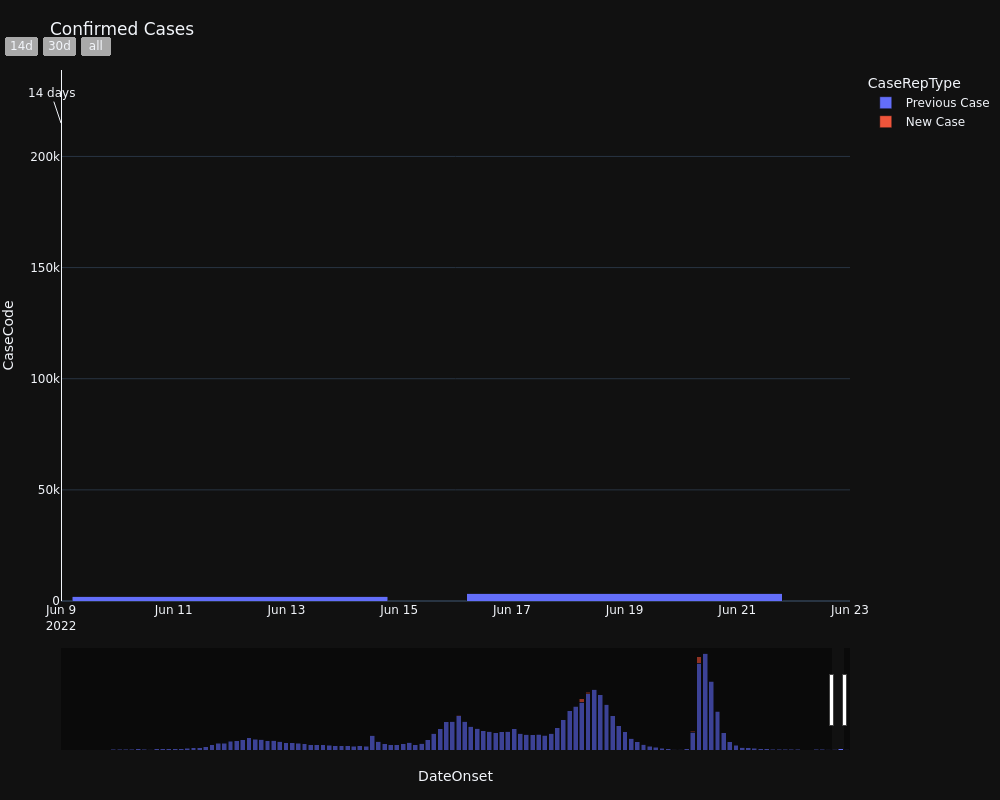 Confirmed Cases
14d
30d
all
14 days
CaseRepType
Previous Case
New Case
200k
150k
100k
50k
0
CaseCode
Jun 9
2022
Jun 11
Jun 13
Jun 15
Jun 17
Jun 19
Jun 21
Jun 23
DateOnset